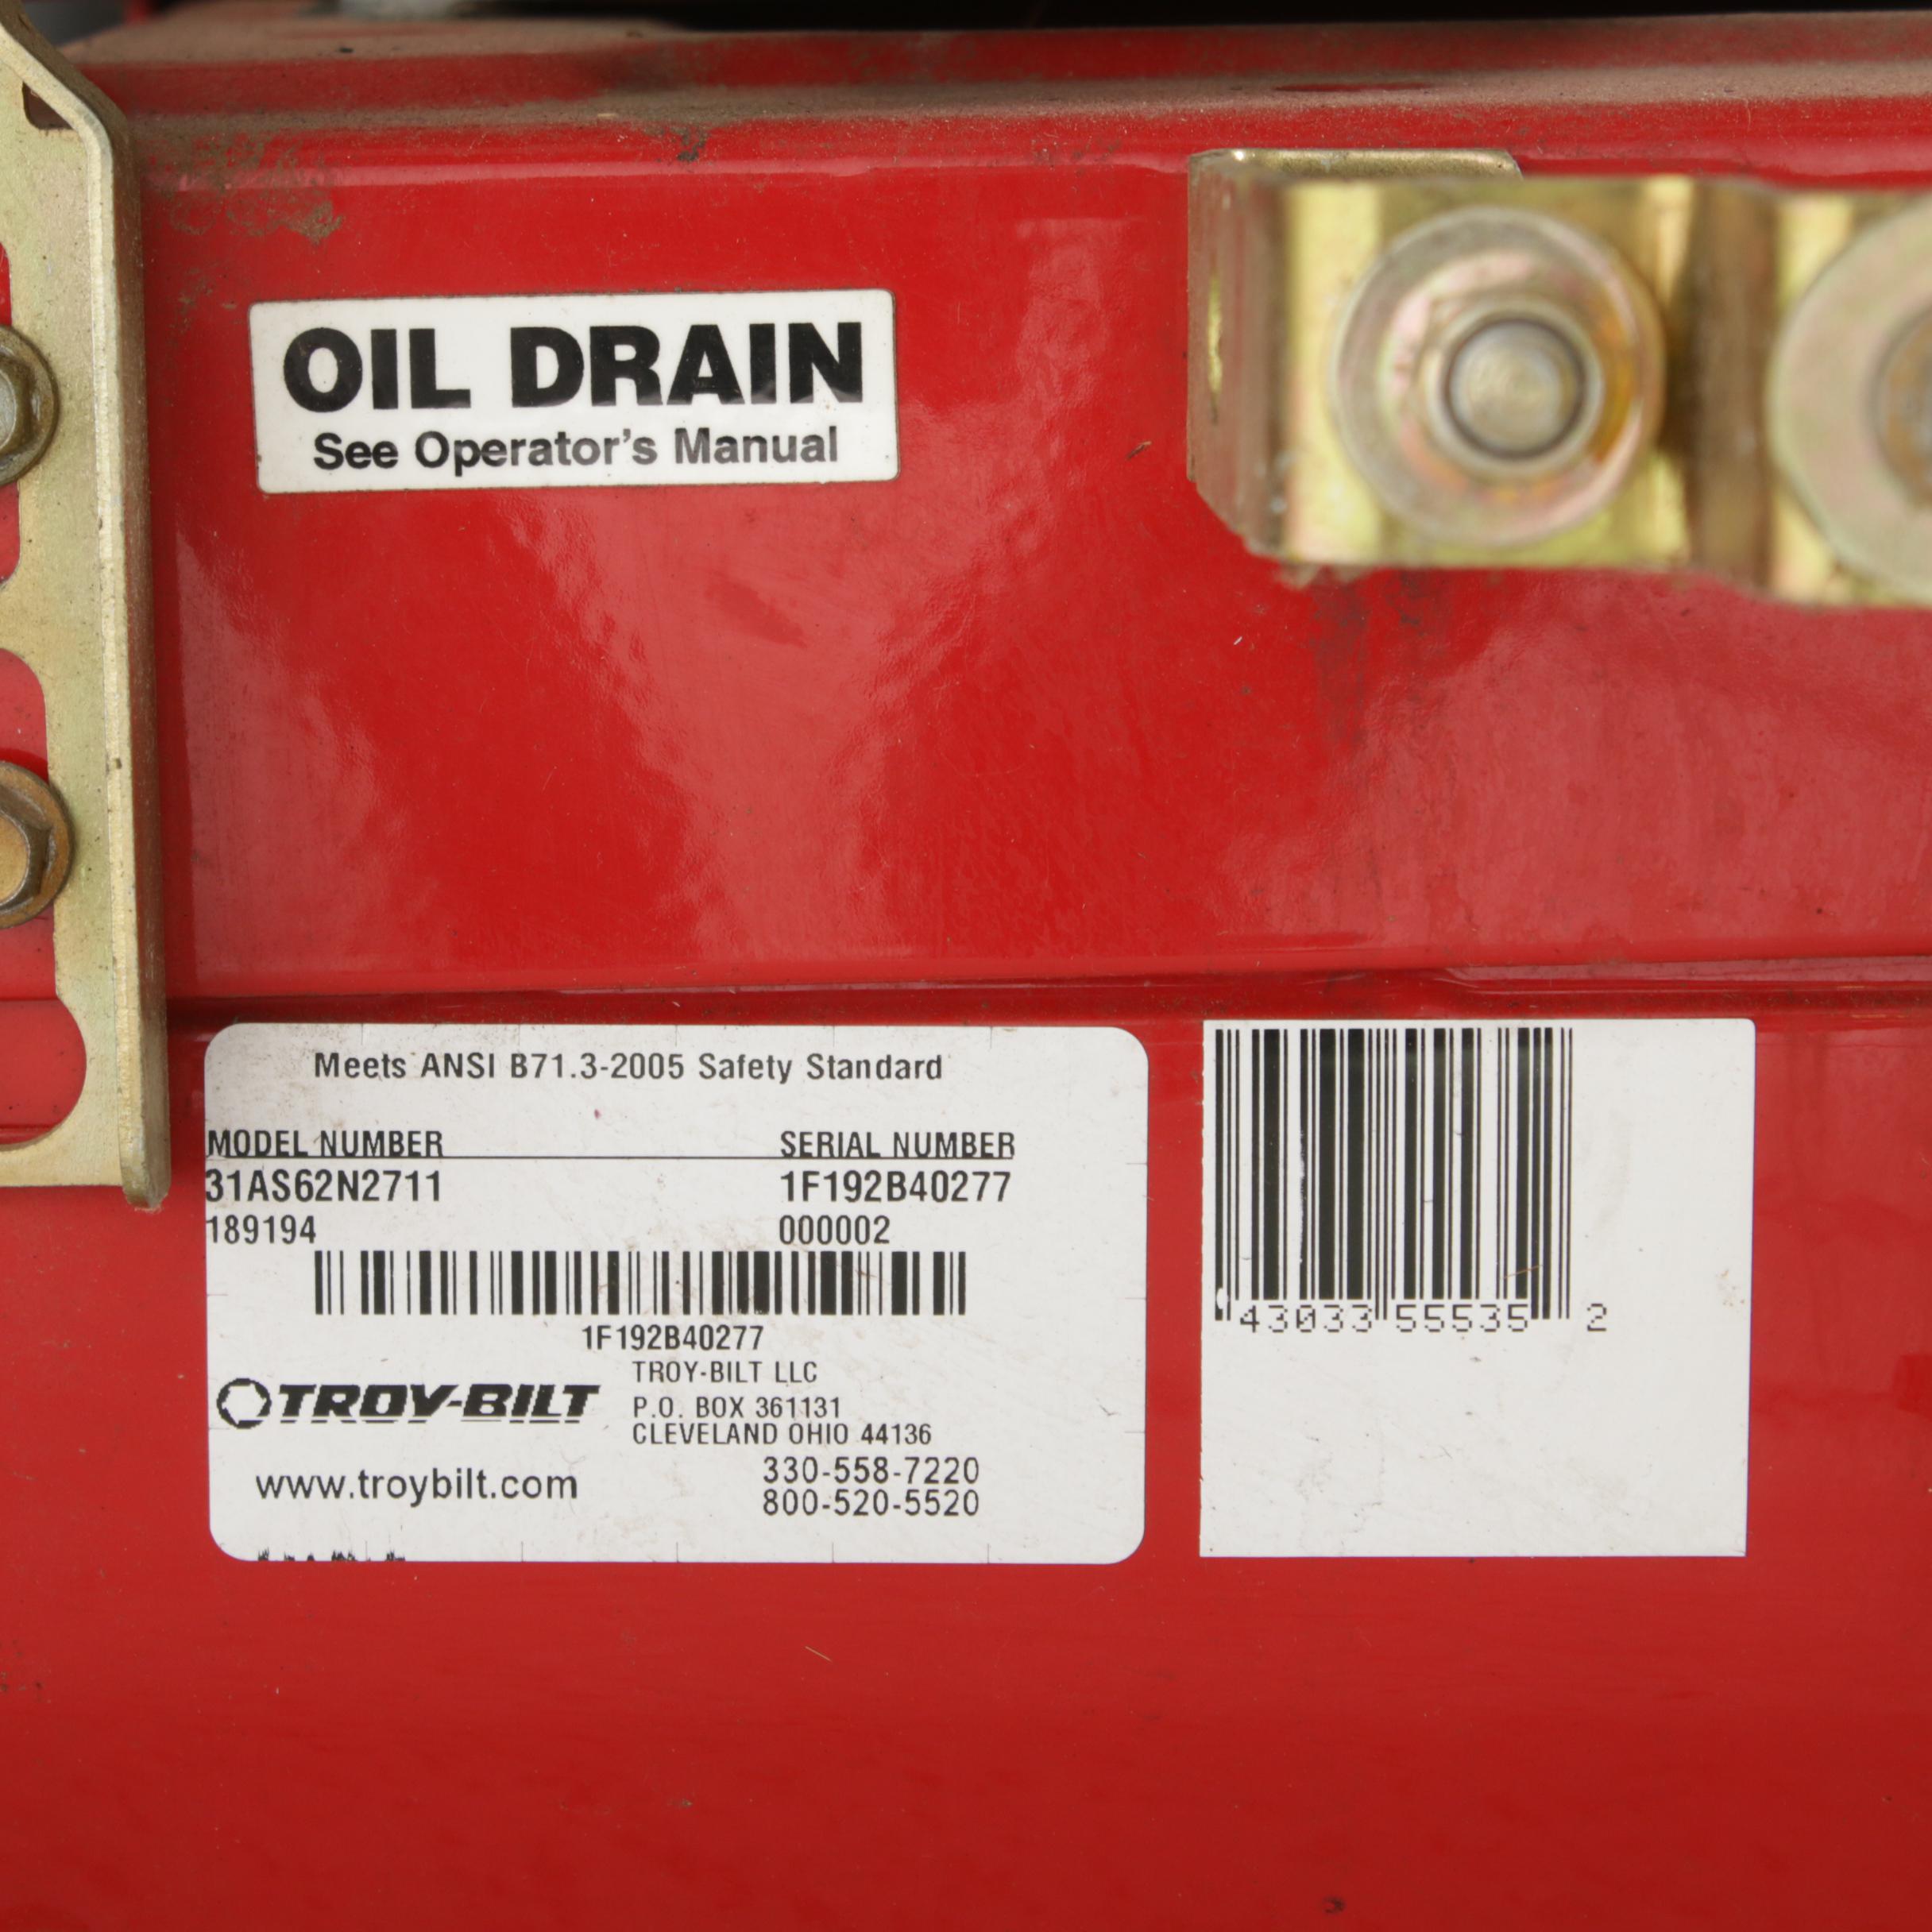 OIL DRAIN
See Operator's Manual
Meets ANSI B71.3-2005 Safety Standard
MODEL NUMBER SERIAL NUMBER
31AS62N2711 1F192B40277
189194 000002
1F192B40277
TROY-BILT
TROY-BILT LLC
P.O. BOX 361131
CLEVELAND OHIO 44136
www.troybilt.com
330-558-7220
800-520-5520
43033 55535 2